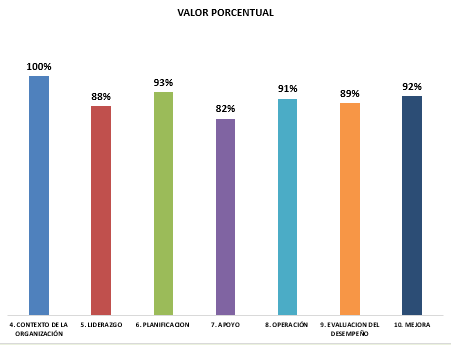 VALOR PORCENTUAL
100%
88%
93%
82%
91%
89%
92%
4. CONTEXTO DE LA
ORGANIZACIÓN
5. LIDERAZGO
6. PLANIFICACION
7. APOYO
8. OPERACIÓN
9. EVALUACION DEL
DESEMPEÑO
10. MEJORA